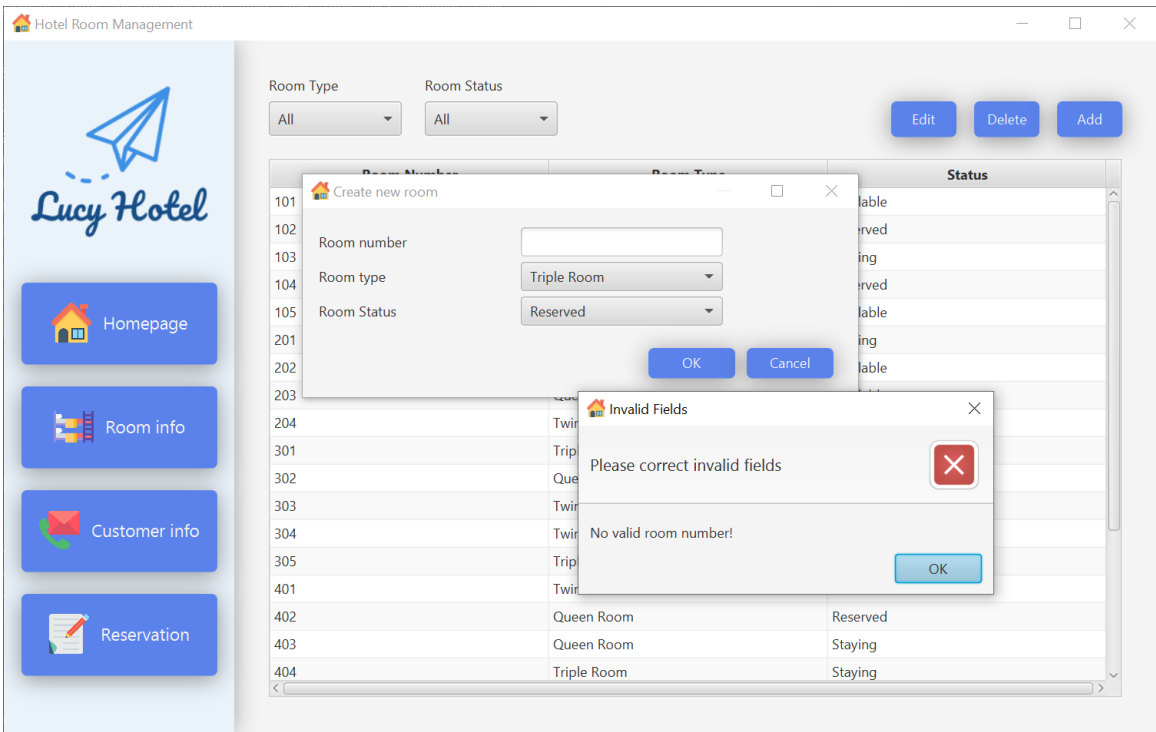 Hotel Room Management
Lucy Hotel
Homepage
Room info
Customer info
Reservation
Room Type
Room Status
All
All
Edit
Delete
Add
Status
101
102
103
104
105
201
202
203
204
301
302
303
304
305
401
402 Queen Room Reserved
403 Queen Room Staying
404 Triple Room Staying
Create new room
Room number
Room type
Triple Room
Room Status
Reserved
OK
Cancel
Invalid Fields
Please correct invalid fields
No valid room number!
OK